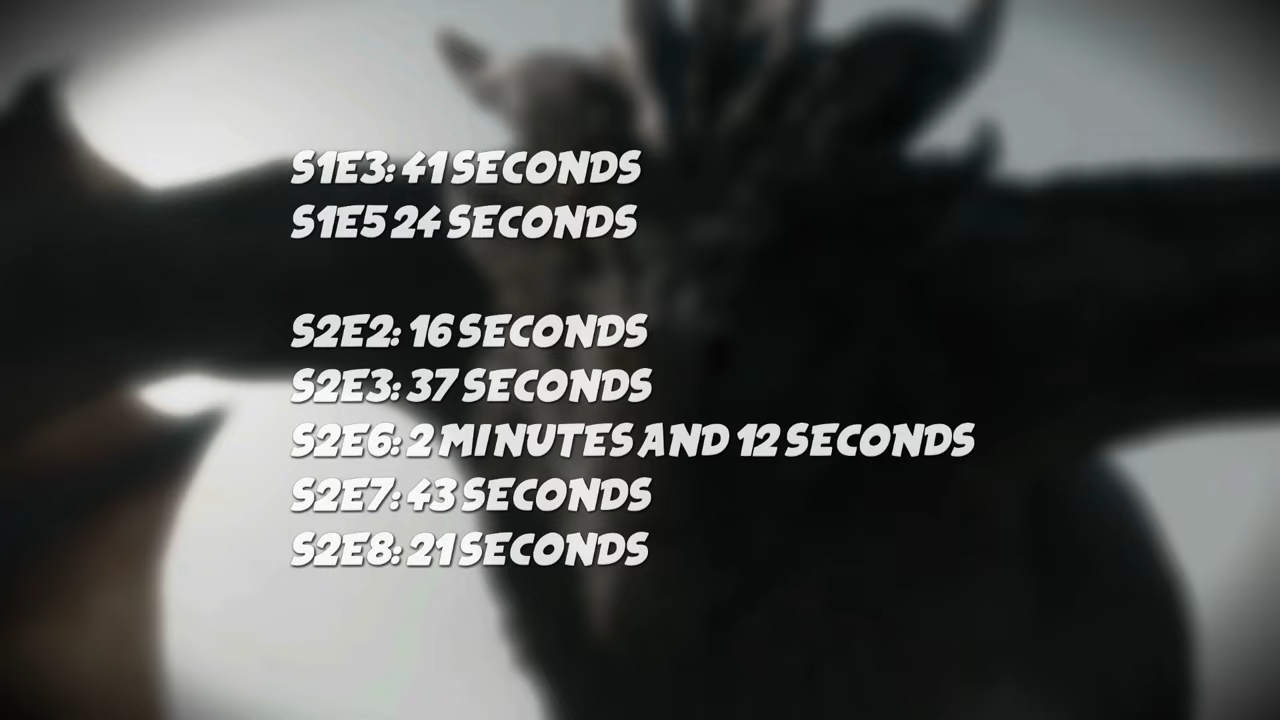 S1E3: 41 SECONDS
S1E5 24 SECONDS
S2E2: 16 SECONDS
S2E3: 37 SECONDS
S2E6: 2 MINUTES AND 12 SECONDS
S2E7: 43 SECONDS
S2E8: 21 SECONDS